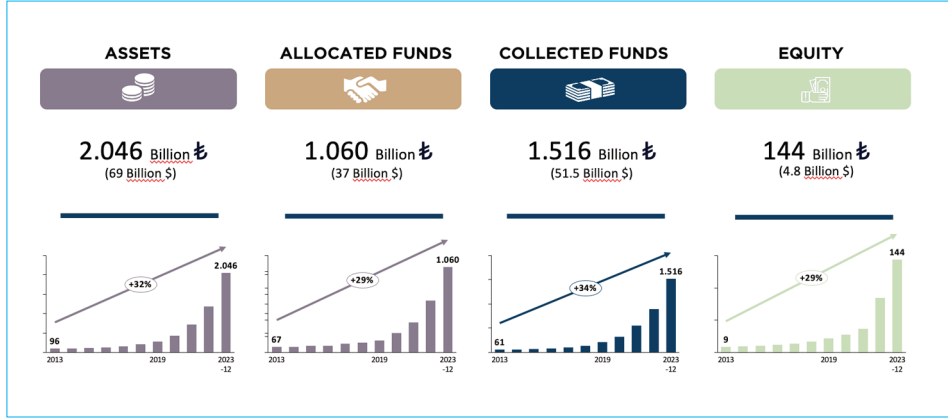 ASSETS
2.046 Billion ₺
(69 Billion $)
2.046
+32%
96
2013 2019 2023
-12
ALLOCATED FUNDS
1.060 Billion ₺
(37 Billion $)
1.060
+29%
67
2013 2019 2023
-12
COLLECTED FUNDS
1.516 Billion ₺
(51.5 Billion $)
1.516
+34%
61
2013 2019 2023
-12
EQUITY
144 Billion ₺
(4.8 Billion $)
144
+29%
9
2013 2019 2023
-12